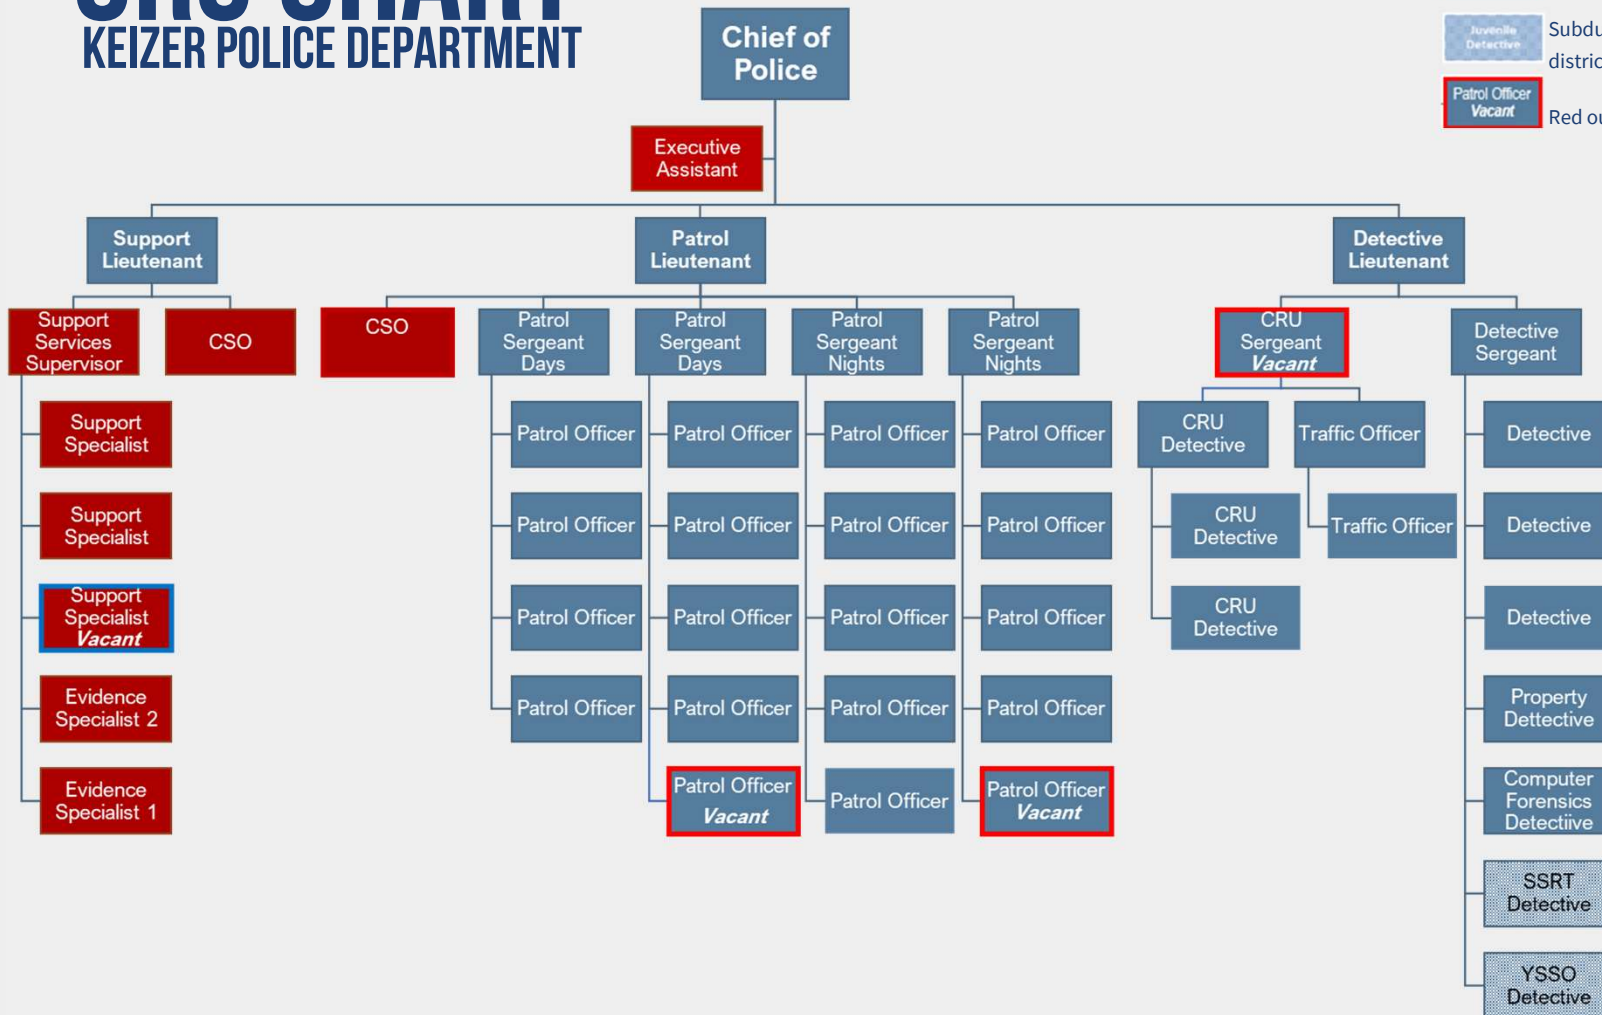 ORG CHART
KEIZER POLICE DEPARTMENT
Chief of
Police
Juvenile
Detective
Patrol Officer
Vacant
Red
Executive
Assistant
Support
Lieutenant
Patrol
Lieutenant
Detective
Lieutenant
Support
Services
Supervisor
CSO
CSO
Patrol
Sergeant
Days
Patrol
Sergeant
Days
Patrol
Sergeant
Nights
Patrol
Sergeant
Nights
CRU
Sergeant
Vacant
Detective
Sergeant
Support
Specialist
Patrol Officer
Patrol Officer
Patrol Officer
Patrol Officer
CRU
Detective
Traffic Officer
Detective
Support
Specialist
Patrol Officer
Patrol Officer
Patrol Officer
Patrol Officer
CRU
Detective
Traffic Officer
Detective
Support
Specialist
Vacant
Patrol Officer
Patrol Officer
Patrol Officer
Patrol Officer
CRU
Detective
Detective
Evidence
Specialist 2
Patrol Officer
Patrol Officer
Patrol Officer
Patrol Officer
Property
Dettective
Evidence
Specialist 1
Patrol Officer
Vacant
Patrol Officer
Patrol Officer
Vacant
Computer
Forensics
Detectiive
SSRT
Detective
YSSO
Detective